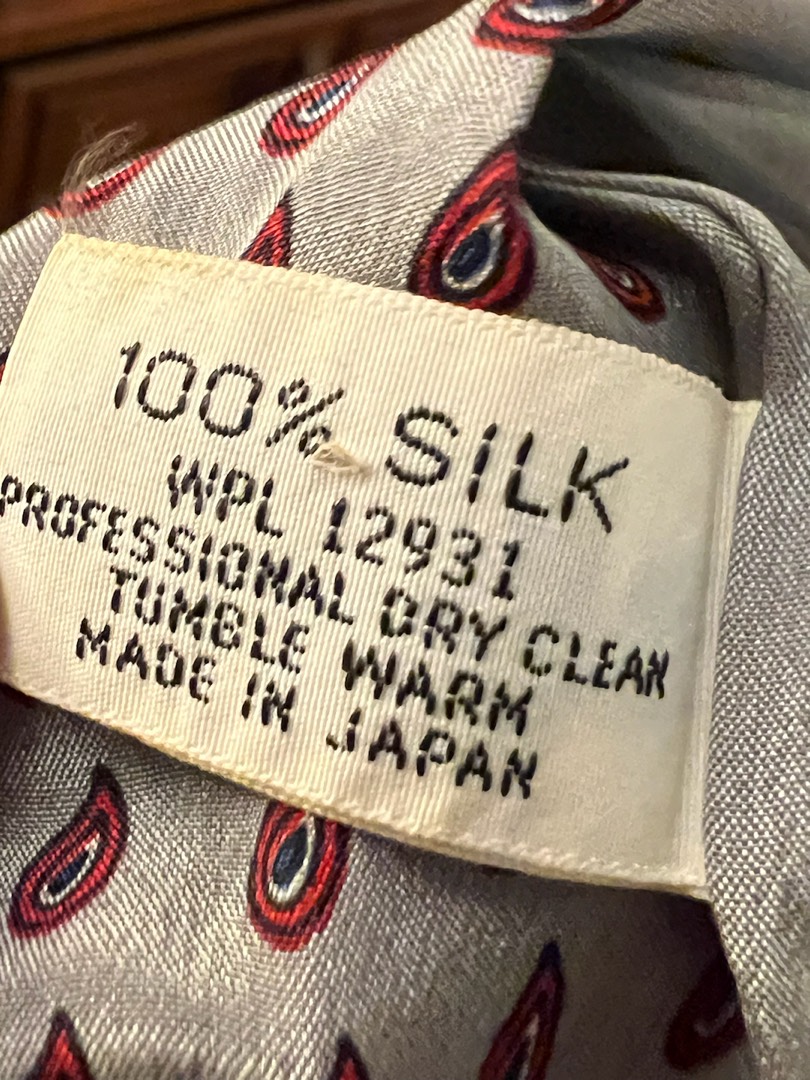 100% SILK
WPL 12931
PROFESSIONAL DRY CLEAN
TUMBLE WARM
MADE IN JAPAN